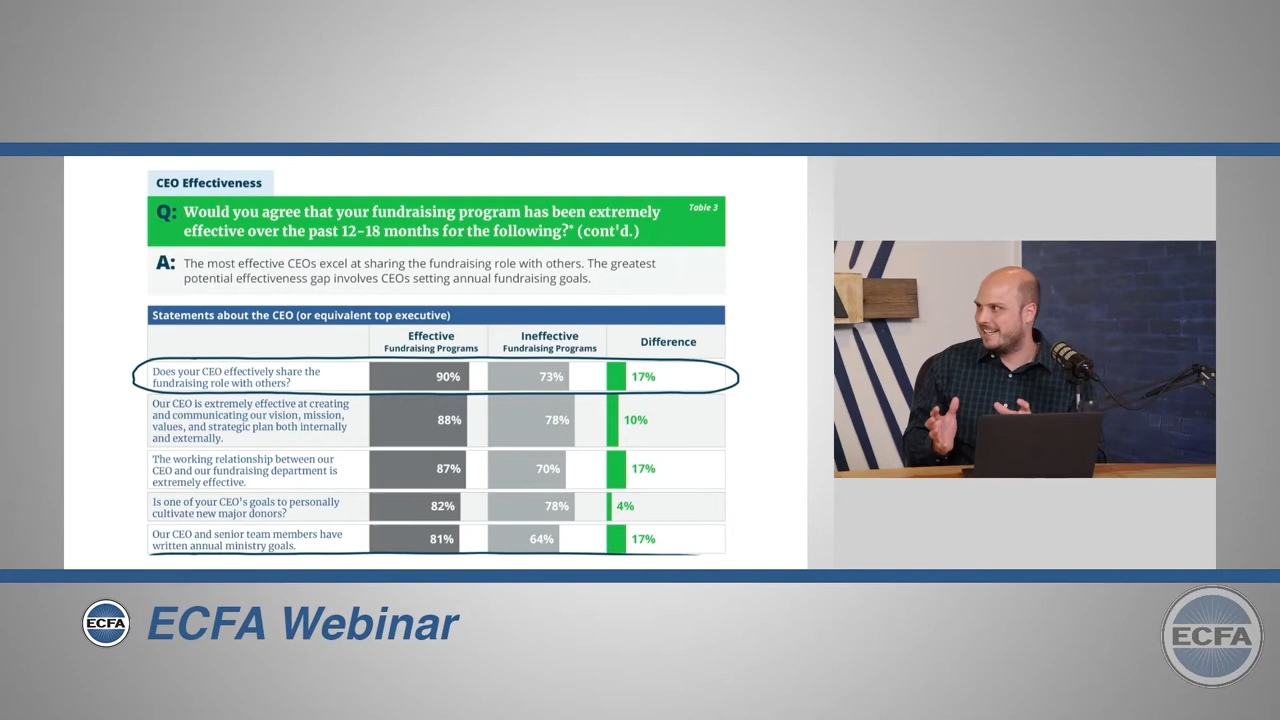 CEO Effectiveness
Q: Would you agree that your fundraising program has been extremely
effective over the past 12-18 months for the following?* (cont'd.)
Table 3
A: The most effective CEOs excel at sharing the fundraising role with others. The greatest
potential effectiveness gap involves CEOs setting annual fundraising goals.
Statements about the CEO (or equivalent top executive)
Effective
Fundraising Programs
Ineffective
Fundraising Programs
Difference
Does your CEO effectively share the
fundraising role with others?
90%
73%
17%
Our CEO is extremely effective at creating
and communicating our vision, mission,
values, and strategic plan both internally
and externally.
88%
78%
10%
The working relationship between our
CEO and our fundraising department is
extremely effective.
87%
70%
17%
Is one of your CEO's goals to personally
cultivate new major donors?
82%
78%
4%
Our CEO and senior team members have
written annual ministry goals.
81%
64%
17%
ECFA
ECFA Webinar
ECFA